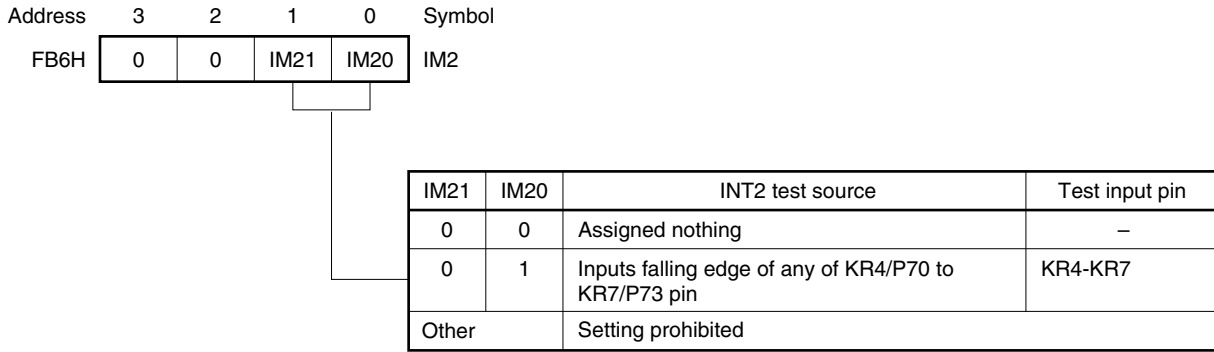 Address 3 2 1 0 Symbol
FB6H 0 0 IM21 IM20 IM2
IM21 IM20 INT2 test source Test input pin
0 0 Assigned nothing –
0 1 Inputs falling edge of any of KR4/P70 to KR4-KR7
KR7/P73 pin
Other Setting prohibited